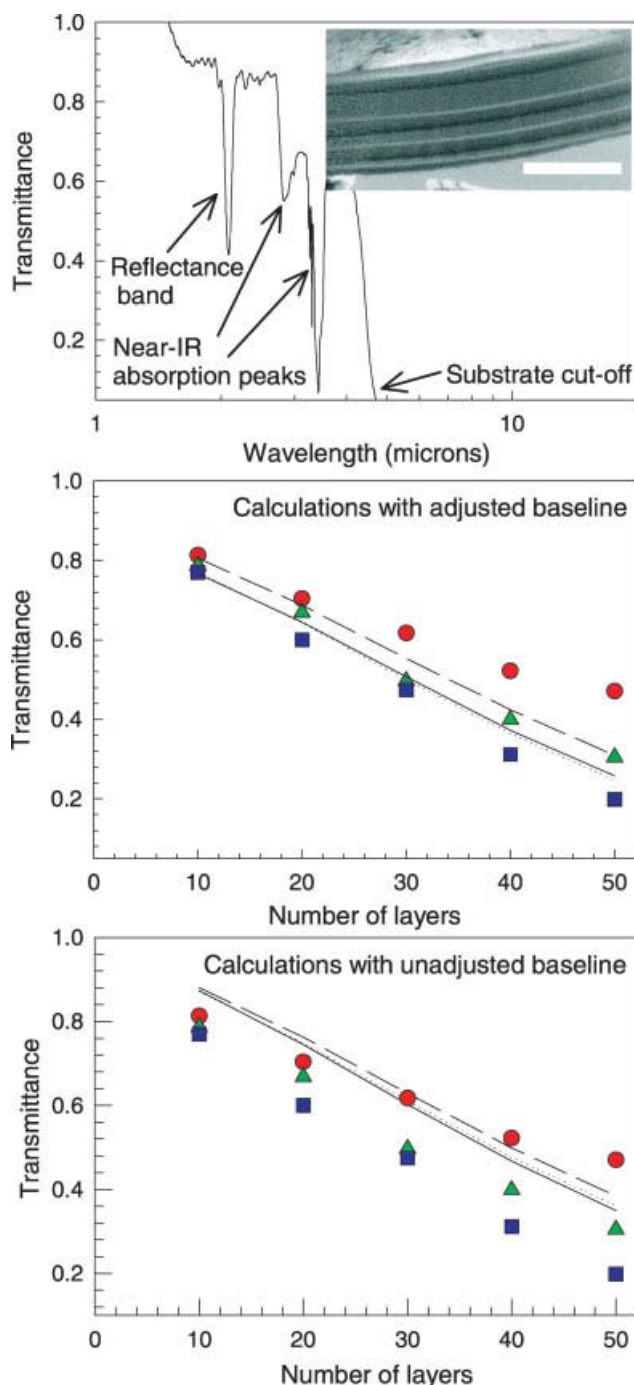 1.0
0.8
0.6
0.4
0.2
Transmittance
Reflectance
band
Near-IR
absorption peaks
Substrate cut-off
1
10
Wavelength (microns)
1.0
0.8
0.6
0.4
0.2
Transmittance
Calculations with adjusted baseline
0 10 20 30 40 50
Number of layers
1.0
0.8
0.6
0.4
0.2
Transmittance
Calculations with unadjusted baseline
0 10 20 30 40 50
Number of layers